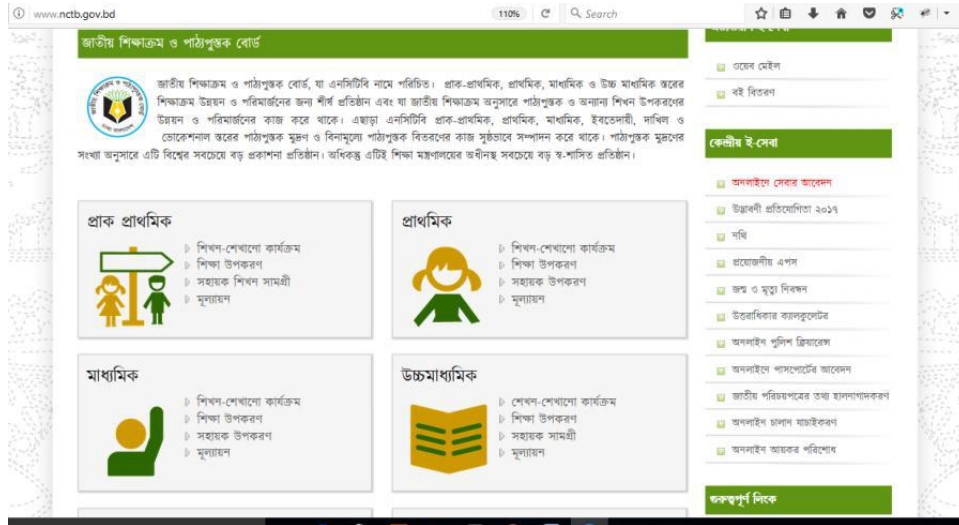 www.nctb.gov.bd
110%
Search
জাতীয় শিক্ষাক্রম ও পাঠ্যপুস্তক বোর্ড
জাতীয় শিক্ষাক্রম ও পাঠ্যপুস্তক বোর্ড, যা এনসিটিবি নামে পরিচিত। প্রাক-প্রাথমিক, প্রাথমিক, মাধ্যমিক ও উচ্চ মাধ্যমিক স্তরের
শিক্ষাক্রম উন্নয়ন ও পরিমার্জনের জন্য শীর্ষ প্রতিষ্ঠান এবং যা জাতীয় শিক্ষাক্রম অনুসারে পাঠ্যপুস্তক ও অন্যান্য শিখন উপকরণের
উন্নয়ন ও পরিমার্জনের কাজ করে থাকে। এছাড়া এনসিটিবি প্রাক-প্রাথমিক, প্রাথমিক, মাধ্যমিক, ইবতেদায়ী, দাখিল ও
ভোকেশনাল স্তরের পাঠ্যপুস্তক মুদ্রণ ও বিনামূল্যে পাঠ্যপুস্তক বিতরণের কাজ সুষ্ঠভাবে সম্পাদন করে থাকে। পাঠ্যপুস্তক মুদ্রণের
সংখ্যা অনুসারে এটি বিশ্বের সবচেয়ে বড় প্রকাশনা প্রতিষ্ঠান। অধিকন্তু এটিই শিক্ষা মন্ত্রণালয়ের অধীনস্থ সবচেয়ে বড় স্ব-শাসিত প্রতিষ্ঠান।
প্রাক প্রাথমিক
শিখন-শেখানো কার্যক্রম
শিক্ষা উপকরণ
সহায়ক শিখন সামগ্রী
মূল্যায়ন
প্রাথমিক
শিখন-শেখানো কার্যক্রম
শিক্ষা উপকরণ
সহায়ক উপকরণ
মূল্যায়ন
মাধ্যমিক
শিখন-শেখানো কার্যক্রম
শিক্ষা উপকরণ
সহায়ক উপকরণ
মূল্যায়ন
উচ্চমাধ্যমিক
শেখন-শেখানো কার্যক্রম
শিক্ষা উপকরণ
সহায়ক সামগ্রী
মূল্যায়ন
ওয়েব মেইল
বই বিতরণ
কেন্দ্রীয় ই-সেবা
অনলাইনে সেবার আবেদন
উদ্ভাবনী প্রতিযোগিতা ২০১৭
নথি
প্রয়োজনীয় এপস
জন্ম ও মৃত্যু নিবন্ধন
উত্তরাধিকার ক্যালকুলেটর
অনলাইন পুলিশ ক্লিয়ারেন্স
অনলাইনে পাসপোর্টের আবেদন
জাতীয় পরিচয়পত্রের তথ্য হালনাগাদকরণ
অনলাইন চালান যাচাইকরণ
অনলাইন আয়কর পরিশোধ
গুরুত্বপূর্ণ লিংক